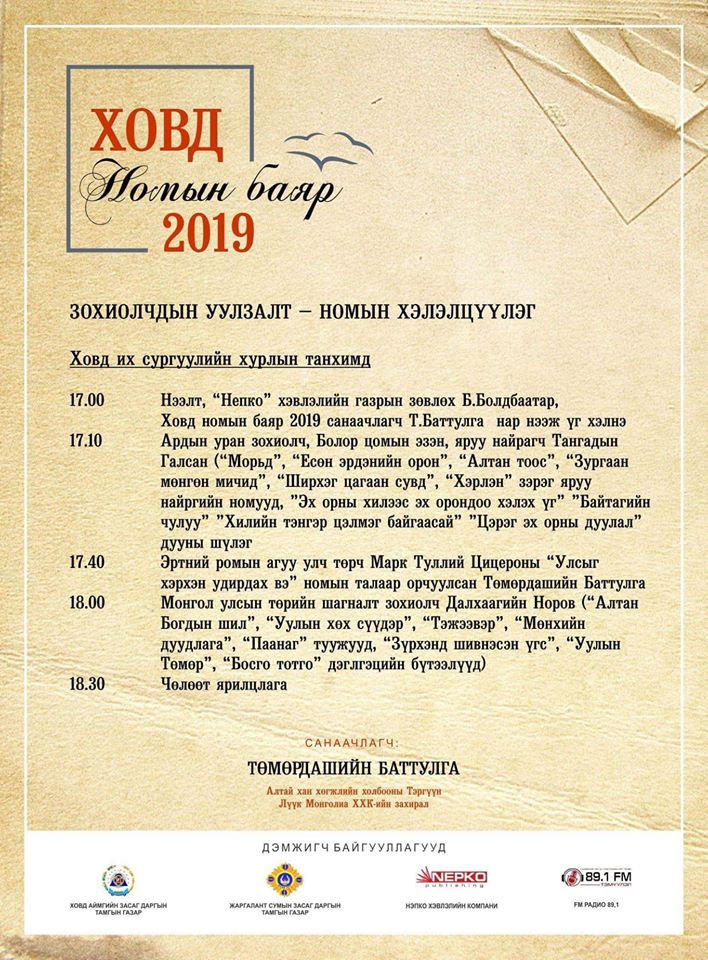 ХОВД
Номын баяр
2019
ЗОХИОЛЧДЫН УУЛЗАЛТ – НОМЫН ХЭЛЭЛЦҮҮЛЭГ
Ховд их сургуулийн хурлын танхимд
17.00 Нээлт, “Непко” хэвлэлийн газрын зөвлөх Б.Болдбаатар,
Ховд номын баяр 2019 санаачлагч Т.Баттулга нар нээж үг хэлнэ
17.10 Ардын уран зохиолч, Болор цомын эзэн, яруу найрагч Тангадын
Галсан (“Морьд”, “Есөн эрдэнийн орон”, “Алтан тоос”, “Зургаан
мөнгөн мичид”, “Ширхэг цагаан сувд”, “Хэрлэн” зэрэг яруу
найргийн номууд, ”Эх орны хилээс эх орондоо хэлэх үг” ”Байтагийн
чулуу” ”Хилийн тэнгэр цэлмэг байгаасай” ”Цэрэг эх орны дуулал”
дууны шүлэг
17.40 Эртний ромын агуу улч төрч Марк Туллий Цицероны “Улсыг
хэрхэн удирдах вэ” номын талаар орчуулсан Төмөрдашийн Баттулга
18.00 Монгол улсын төрийн шагналт зохиолч Далхаагийн Норов (“Алтан
Богдын шил”, “Уулын хөх сүүдэр”, “Тэжээвэр”, “Мөнхийн
дуудлага”, “Паанаг” туужууд, “Зүрхэнд шивнэсэн үгс”, “Уулын
Төмөр”, “Босго тотго” дэглгэцийн бүтээлүүд)
18.30 Чөлөөт ярилцлага
САНААЧЛАГЧ:
ТӨМӨРДАШИЙН БАТТУЛГА
Алтай хан хөгжлийн холбооны Тэргүүн
Лүүк Монголиа ХХК-ийн захирал
ДЭМЖИГЧ БАЙГУУЛЛАГУУД
NEPKO
publishing
89.1 FM
ТЭМҮҮЛЭЛ
ХОВД АЙМГИЙН ЗАСАГ ДАРГЫН
ТАМГЫН ГАЗАР
ЖАРГАЛАНТ СУМЫН ЗАСАГ ДАРГЫН
ТАМГЫН ГАЗАР
НЭПКО ХЭВЛЭЛИЙН КОМПАНИ
FM РАДИО 89,1